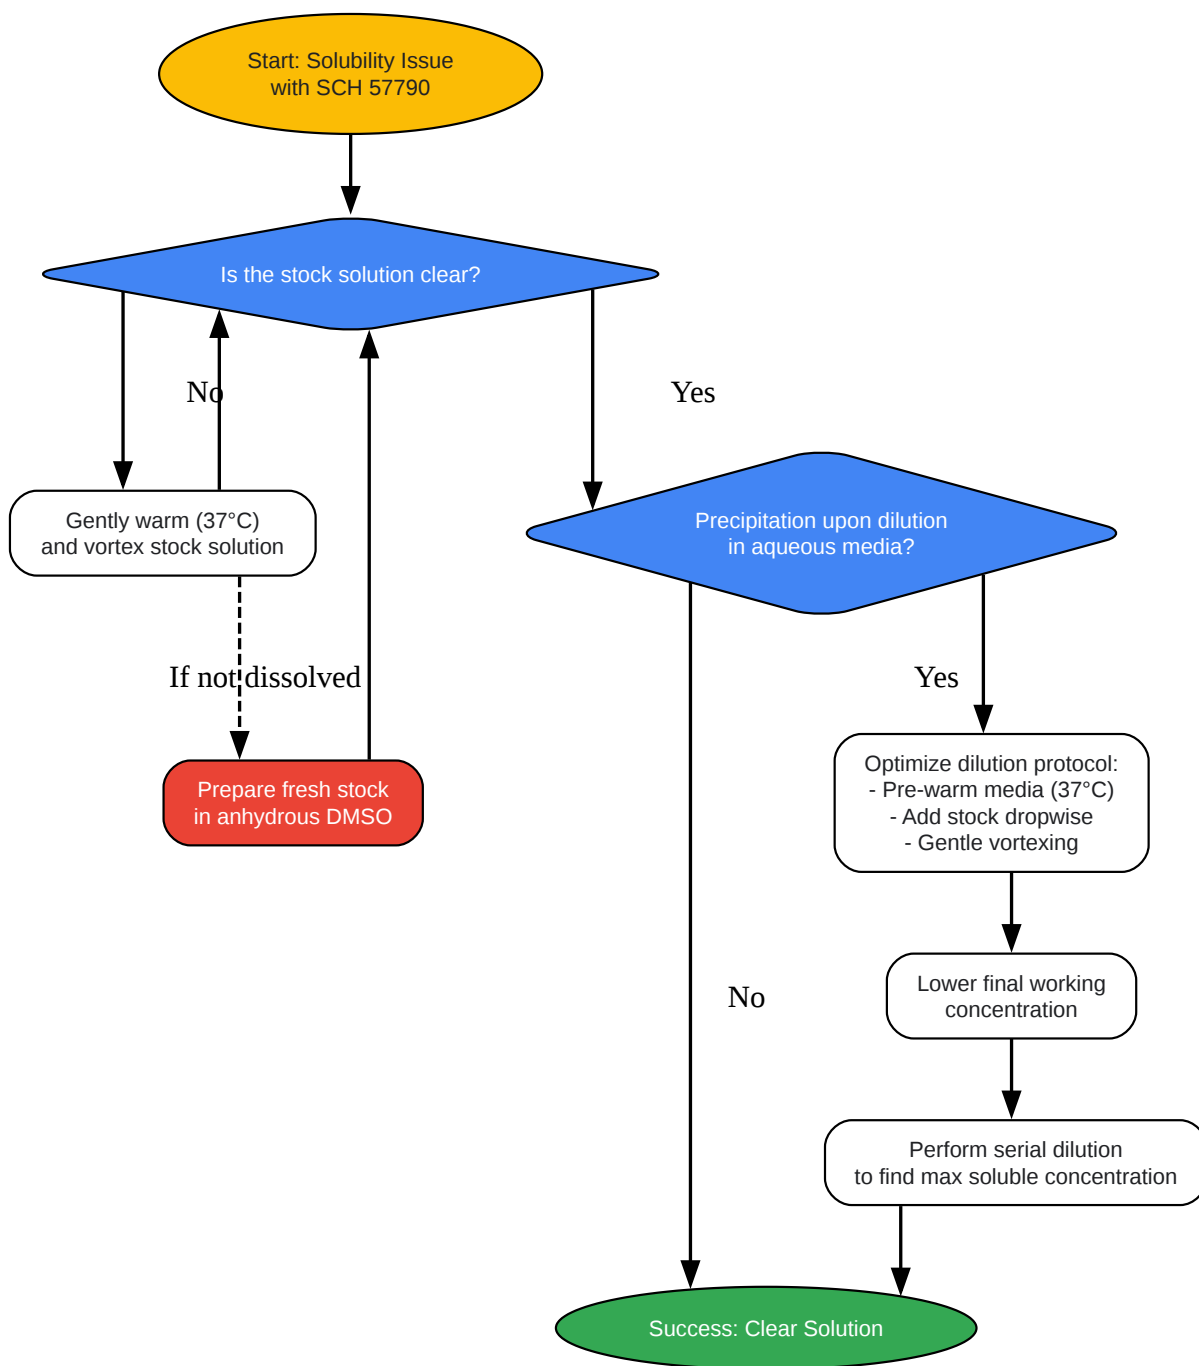 Start: Solubility Issue
with SCH 57790
Is the stock solution clear?
No
Yes
Gently warm (37°C)
and vortex stock solution
Precipitation upon dilution
in aqueous media?
If not dissolved
Yes
Prepare fresh stock
in anhydrous DMSO
Optimize dilution protocol:
- Pre-warm media (37°C)
- Add stock dropwise
- Gentle vortexing
No
Lower final working
concentration
Perform serial dilution
to find max soluble concentration
Success: Clear Solution